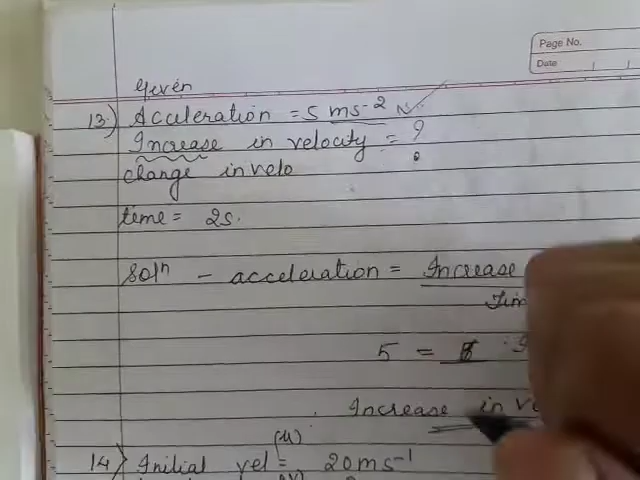 Page No.
Date
Given
13.) Acceleration = 5 ms⁻²
Increase in velocity = ?
change in velo
time = 2s.
Solⁿ - acceleration = Increase
Tim
5 =
Increase in ve
(u)
14) Initial vel = 20ms⁻¹